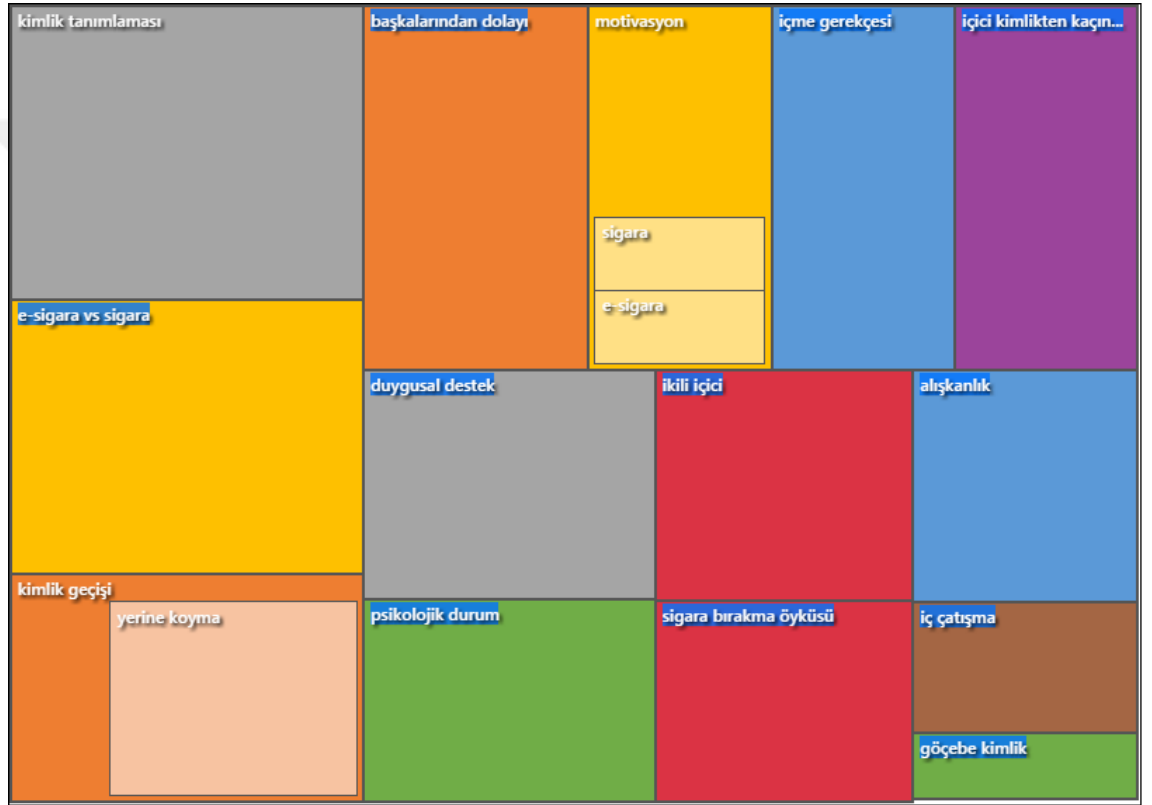 kimlik tanımlaması
başkalarından dolayı
motivasyon
içme gerekçesi
içici kimlikten kaçın...
sigara
e-sigara
e-sigara vs sigara
duygusal destek
ikili içici
alışkanlık
kimlik geçişi
yerine koyma
psikolojik durum
sigara bırakma öyküsü
iç çatışma
göçebe kimlik